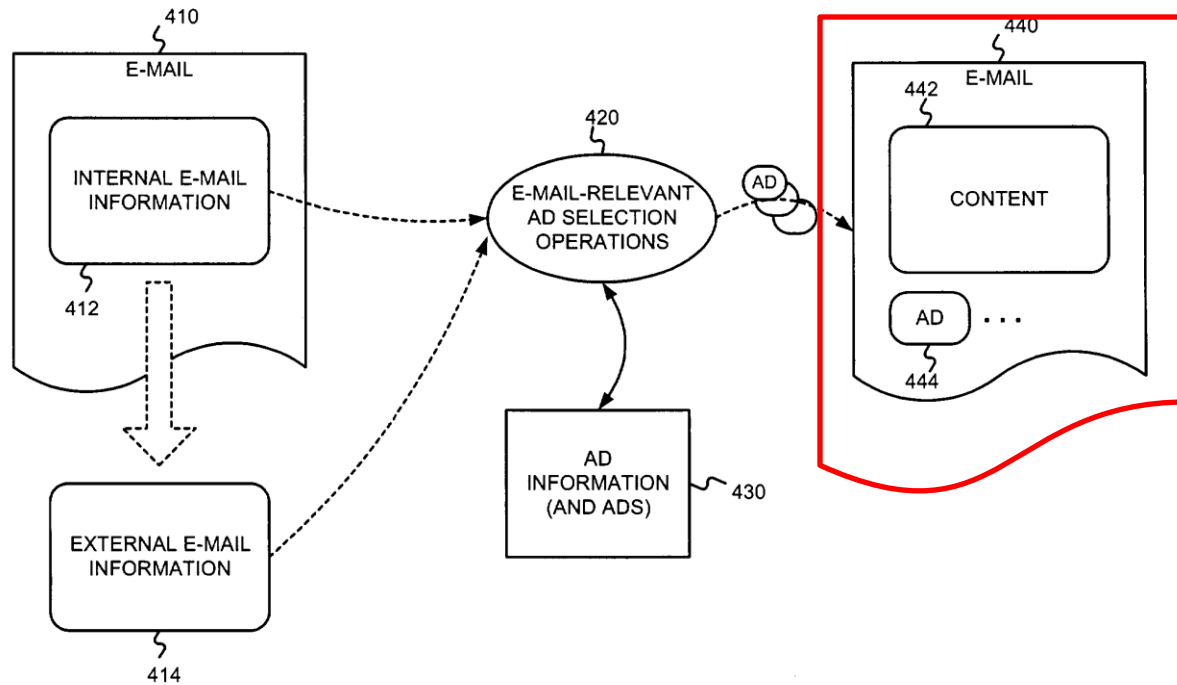 410
E-MAIL
INTERNAL E-MAIL
INFORMATION
412
EXTERNAL E-MAIL
INFORMATION
414
420
E-MAIL-RELEVANT
AD SELECTION
OPERATIONS
AD
AD
INFORMATION
(AND ADS)
430
440
E-MAIL
442
CONTENT
AD ...
444